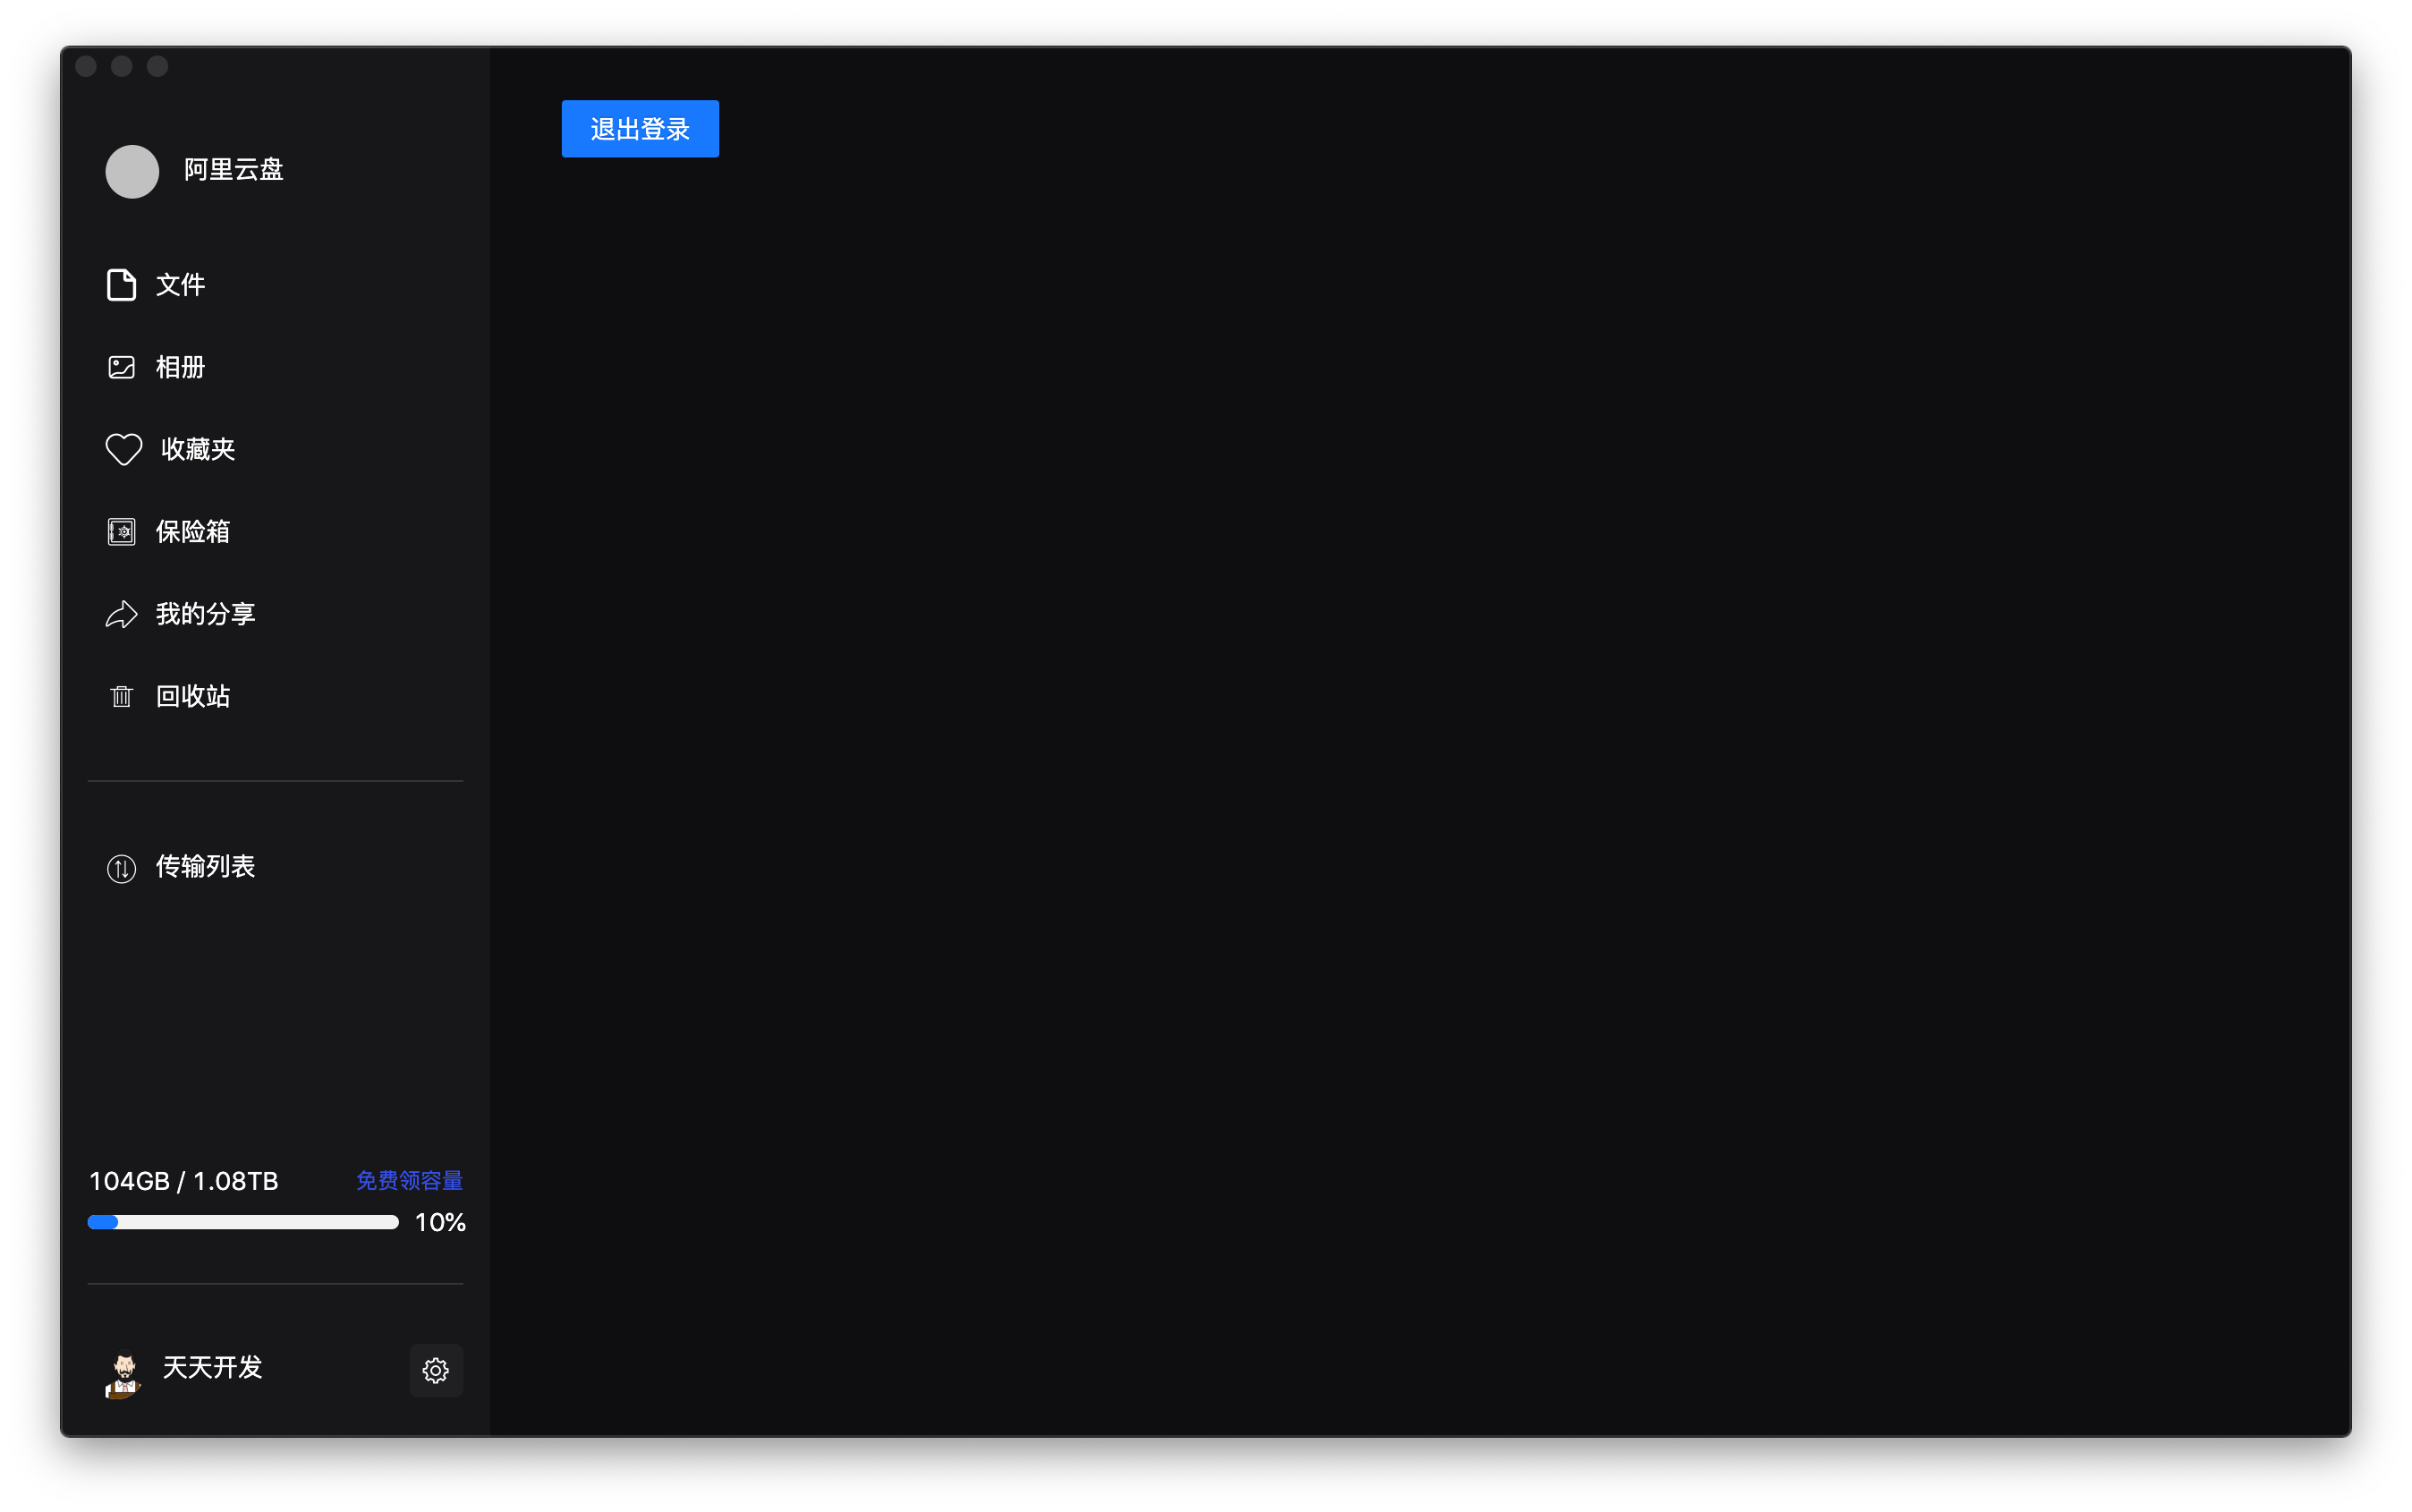 阿里云盘
文件
相册
收藏夹
保险箱
我的分享
回收站
传输列表
104GB / 1.08TB 免费领容量
10%
天天开发
退出登录